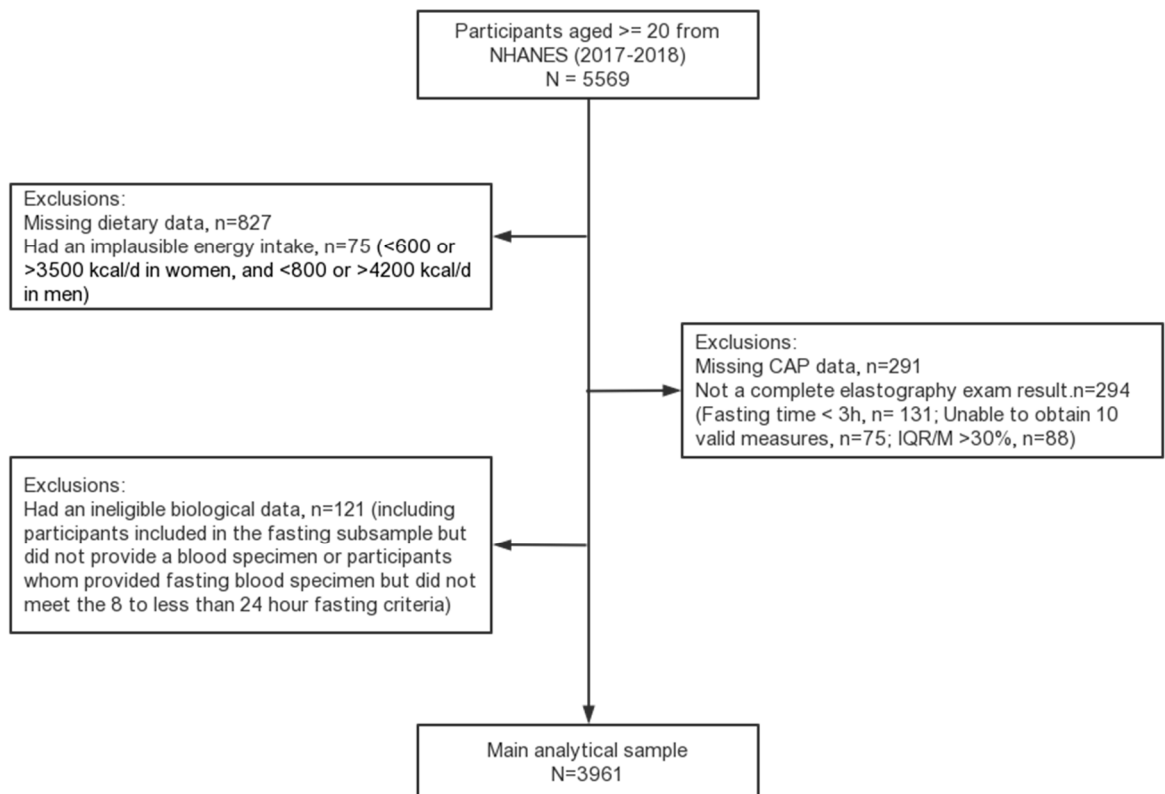 Participants aged >= 20 from
NHANES (2017-2018)
N = 5569
Exclusions:
Missing dietary data, n=827
Had an implausible energy intake, n=75 (<600 or
>3500 kcal/d in women, and <800 or >4200 kcal/d
in men)
Exclusions:
Missing CAP data, n=291
Not a complete elastography exam result.n=294
(Fasting time < 3h, n= 131; Unable to obtain 10
valid measures, n=75; IQR/M >30%, n=88)
Exclusions:
Had an ineligible biological data, n=121 (including
participants included in the fasting subsample but
did not provide a blood specimen or participants
whom provided fasting blood specimen but did not
meet the 8 to less than 24 hour fasting criteria)
Main analytical sample
N=3961